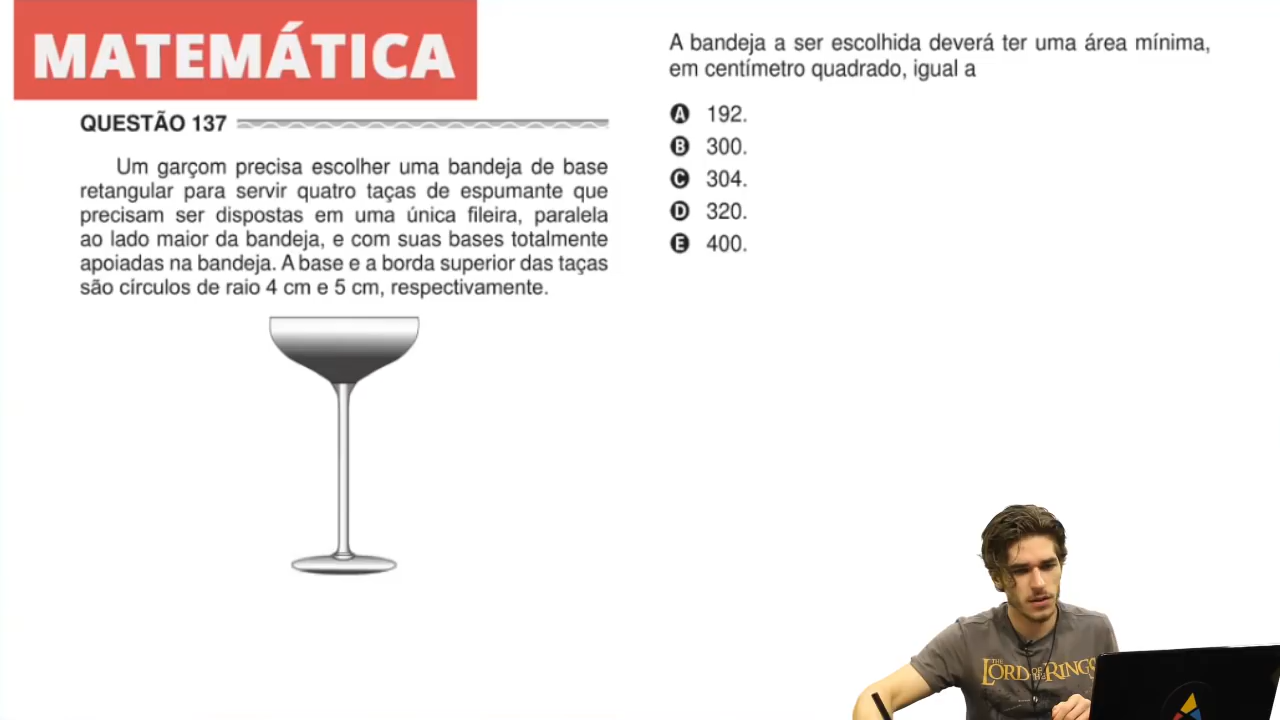 MATEMÁTICA
QUESTÃO 137
Um garçom precisa escolher uma bandeja de base
retangular para servir quatro taças de espumante que
precisam ser dispostas em uma única fileira, paralela
ao lado maior da bandeja, e com suas bases totalmente
apoiadas na bandeja. A base e a borda superior das taças
são círculos de raio 4 cm e 5 cm, respectivamente.
A bandeja a ser escolhida deverá ter uma área mínima,
em centímetro quadrado, igual a
A 192.
B 300.
C 304.
D 320.
E 400.
THE
LORD OF THE RINGS